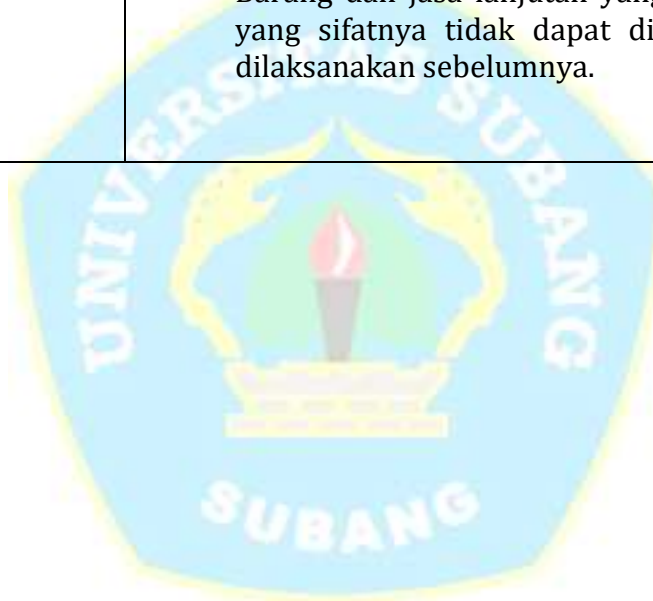 Barang dan jasa lanjutan yang
yang sifatnya tidak dapat di
dilaksanakan sebelumnya.
UNIVERSITAS SUBANG
SUBANG